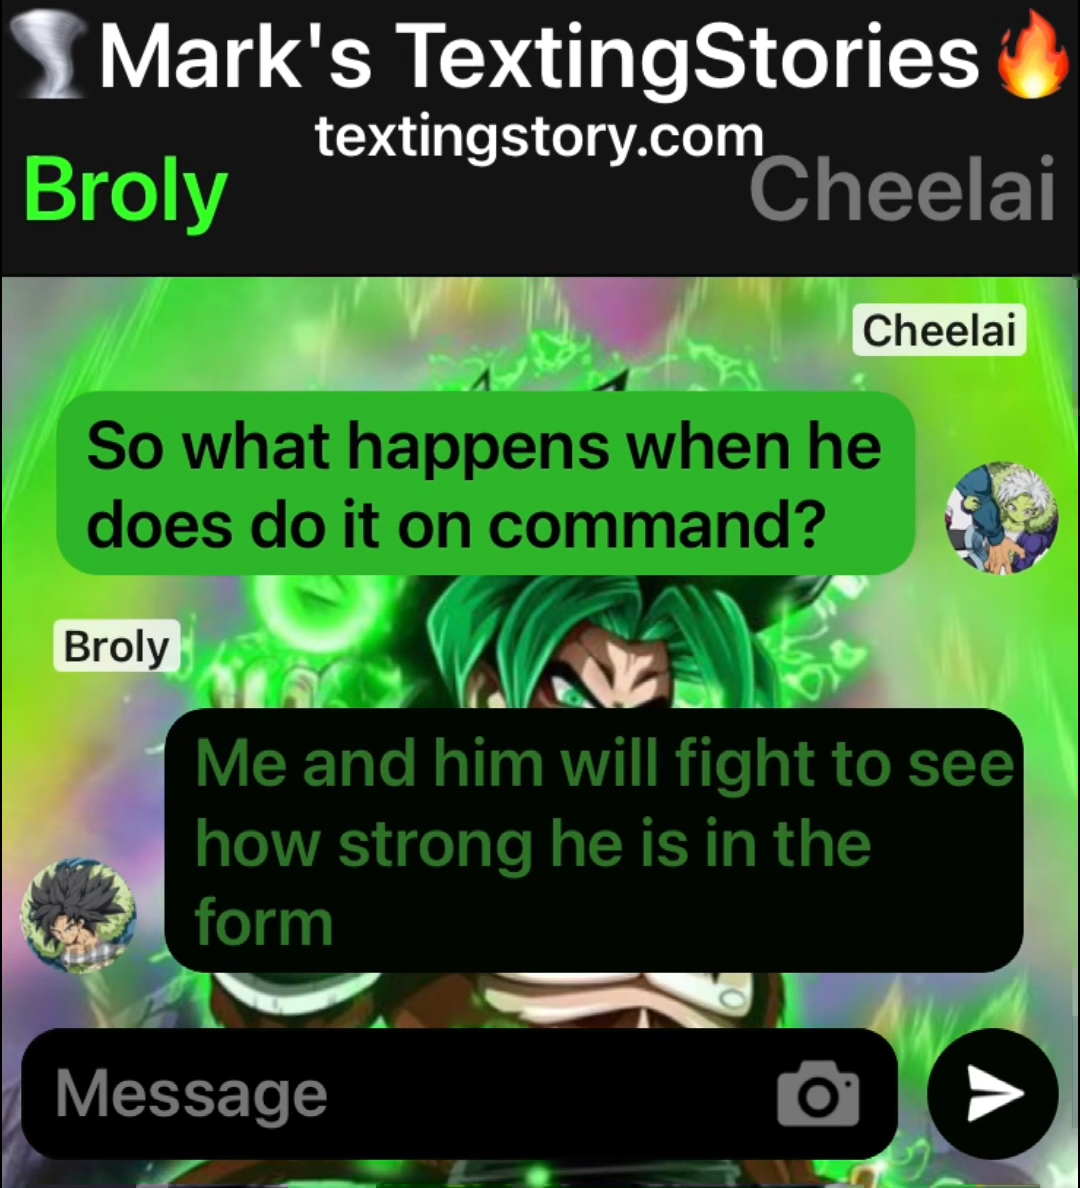 🌪Mark's TextingStories🔥
textingstory.com
Broly
Cheelai
Cheelai
So what happens when he
does do it on command?
Broly
Me and him will fight to see
how strong he is in the
form
Message